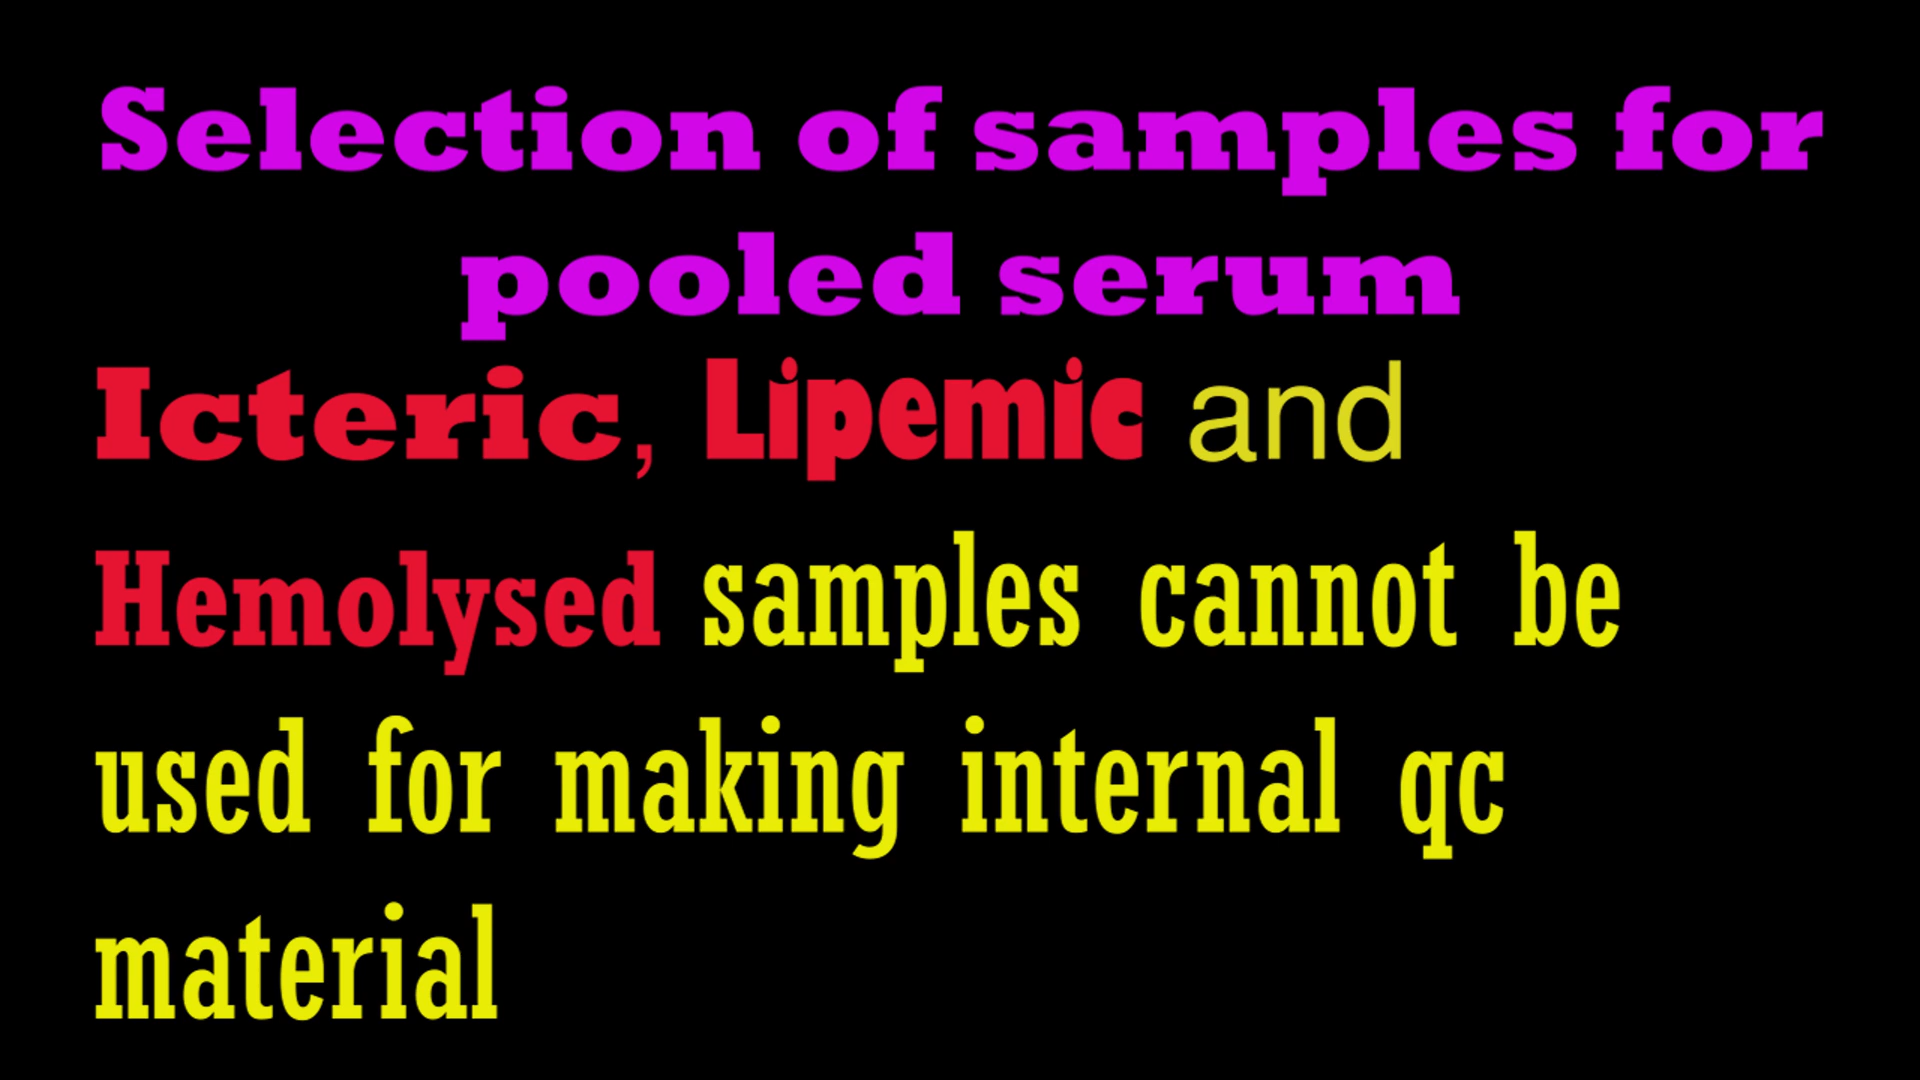 Selection of samples for
pooled serum
Icteric, Lipemic and
Hemolysed samples cannot be
used for making internal qc
material